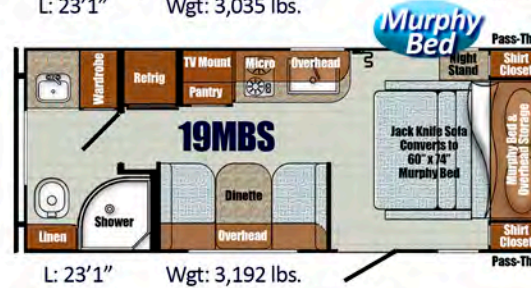 L: 23'1" Wgt: 3,035 lbs.
Murphy
Bed
Pass-Th
Wardrobe
Refrig
TV Mount
Micro
Overhead
Pantry
Night
Stand
Shirt
Close
19MBS
Jack Knife Sofa
Converts to
60" x 74"
Murphy Bed
Murphy Bed &
Overhead Storage
Dinette
Shower
Linen
Overhead
Shirt
Close
Pass-Th
L: 23'1" Wgt: 3,192 lbs.